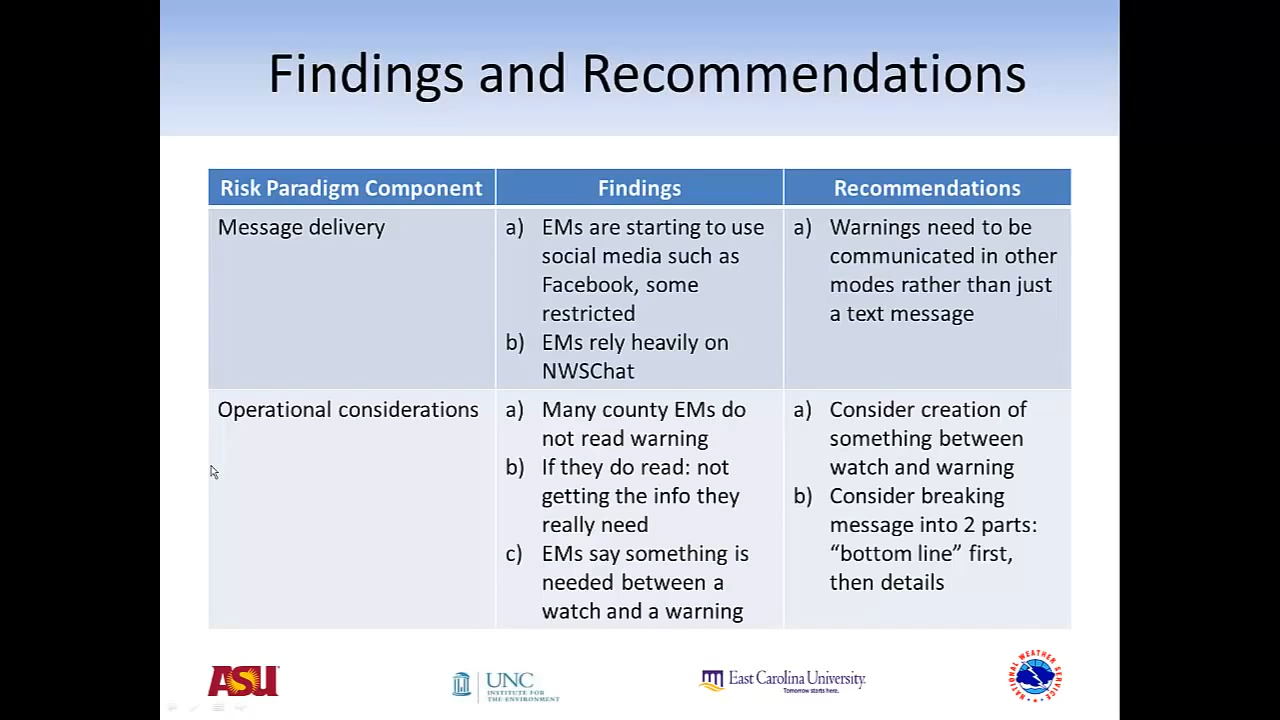 Findings and Recommendations
Risk Paradigm Component
Findings
Recommendations
Message delivery
a) EMs are starting to use
social media such as
Facebook, some
restricted
b) EMs rely heavily on
NWSChat
a) Warnings need to be
communicated in other
modes rather than just
a text message
Operational considerations
a) Many county EMs do
not read warning
b) If they do read: not
getting the info they
really need
c) EMs say something is
needed between a
watch and a warning
a) Consider creation of
something between
watch and warning
b) Consider breaking
message into 2 parts:
“bottom line” first,
then details
ASU
UNC
INSTITUTE FOR
THE ENVIRONMENT
East Carolina University.
Tomorrow starts here.
NATIONAL WEATHER SERVICE